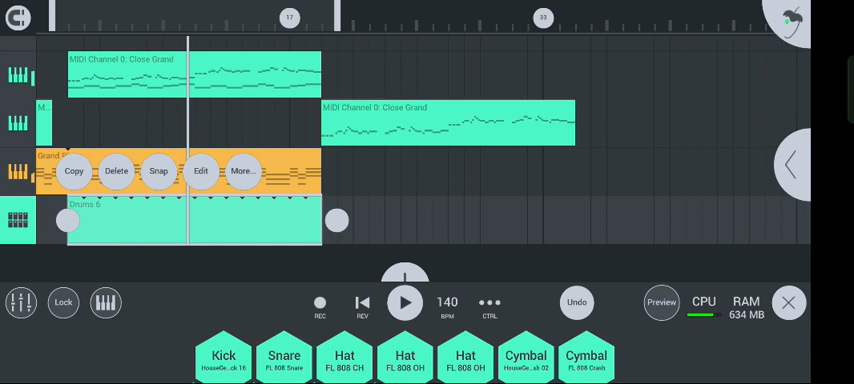 17
33
MIDI Channel 0: Close Grand
M...
MIDI Channel 0: Close Grand
Copy
Delete
Snap
Edit
More...
Drums 6
Lock
REC
REV
140
BPM
CTRL
Undo
Preview
CPU
RAM
634 MB
Kick
HouseGe...ck 16
Snare
FL 808 Snare
Hat
FL 808 CH
Hat
FL 808 OH
Hat
FL 808 OH
Cymbal
HouseGe...sh 02
Cymbal
FL 808 Crash